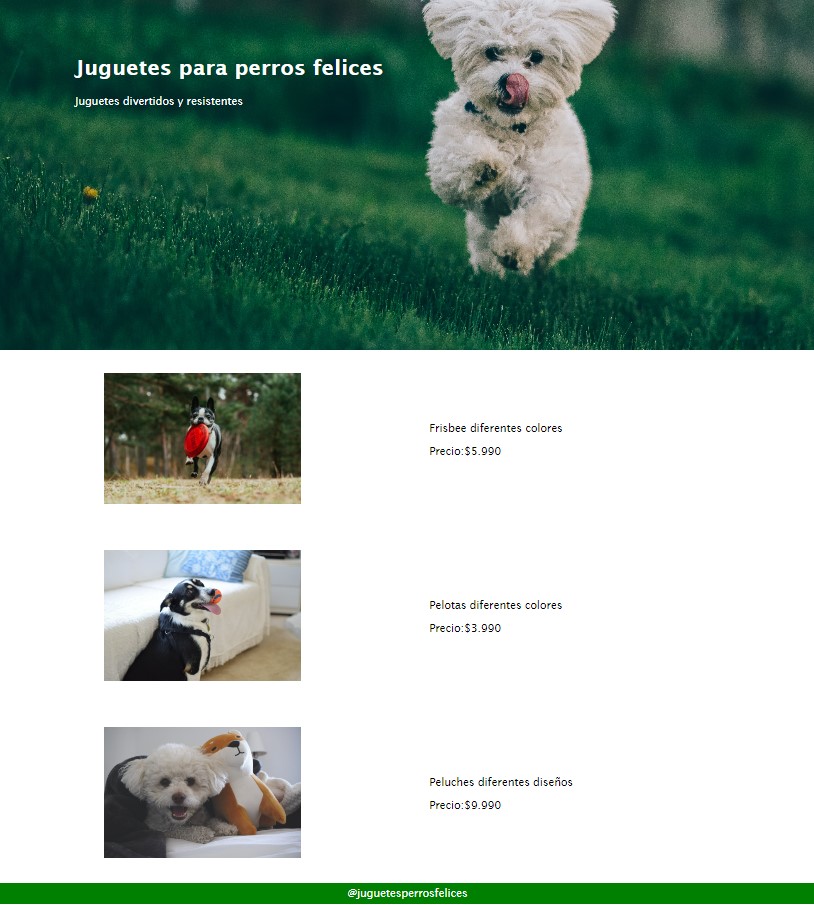 Juguetes para perros felices
Juguetes divertidos y resistentes
Frisbee diferentes colores
Precio:$5.990
Pelotas diferentes colores
Precio:$3.990
Peluches diferentes diseños
Precio:$9.990
@juguetesperrosfelices